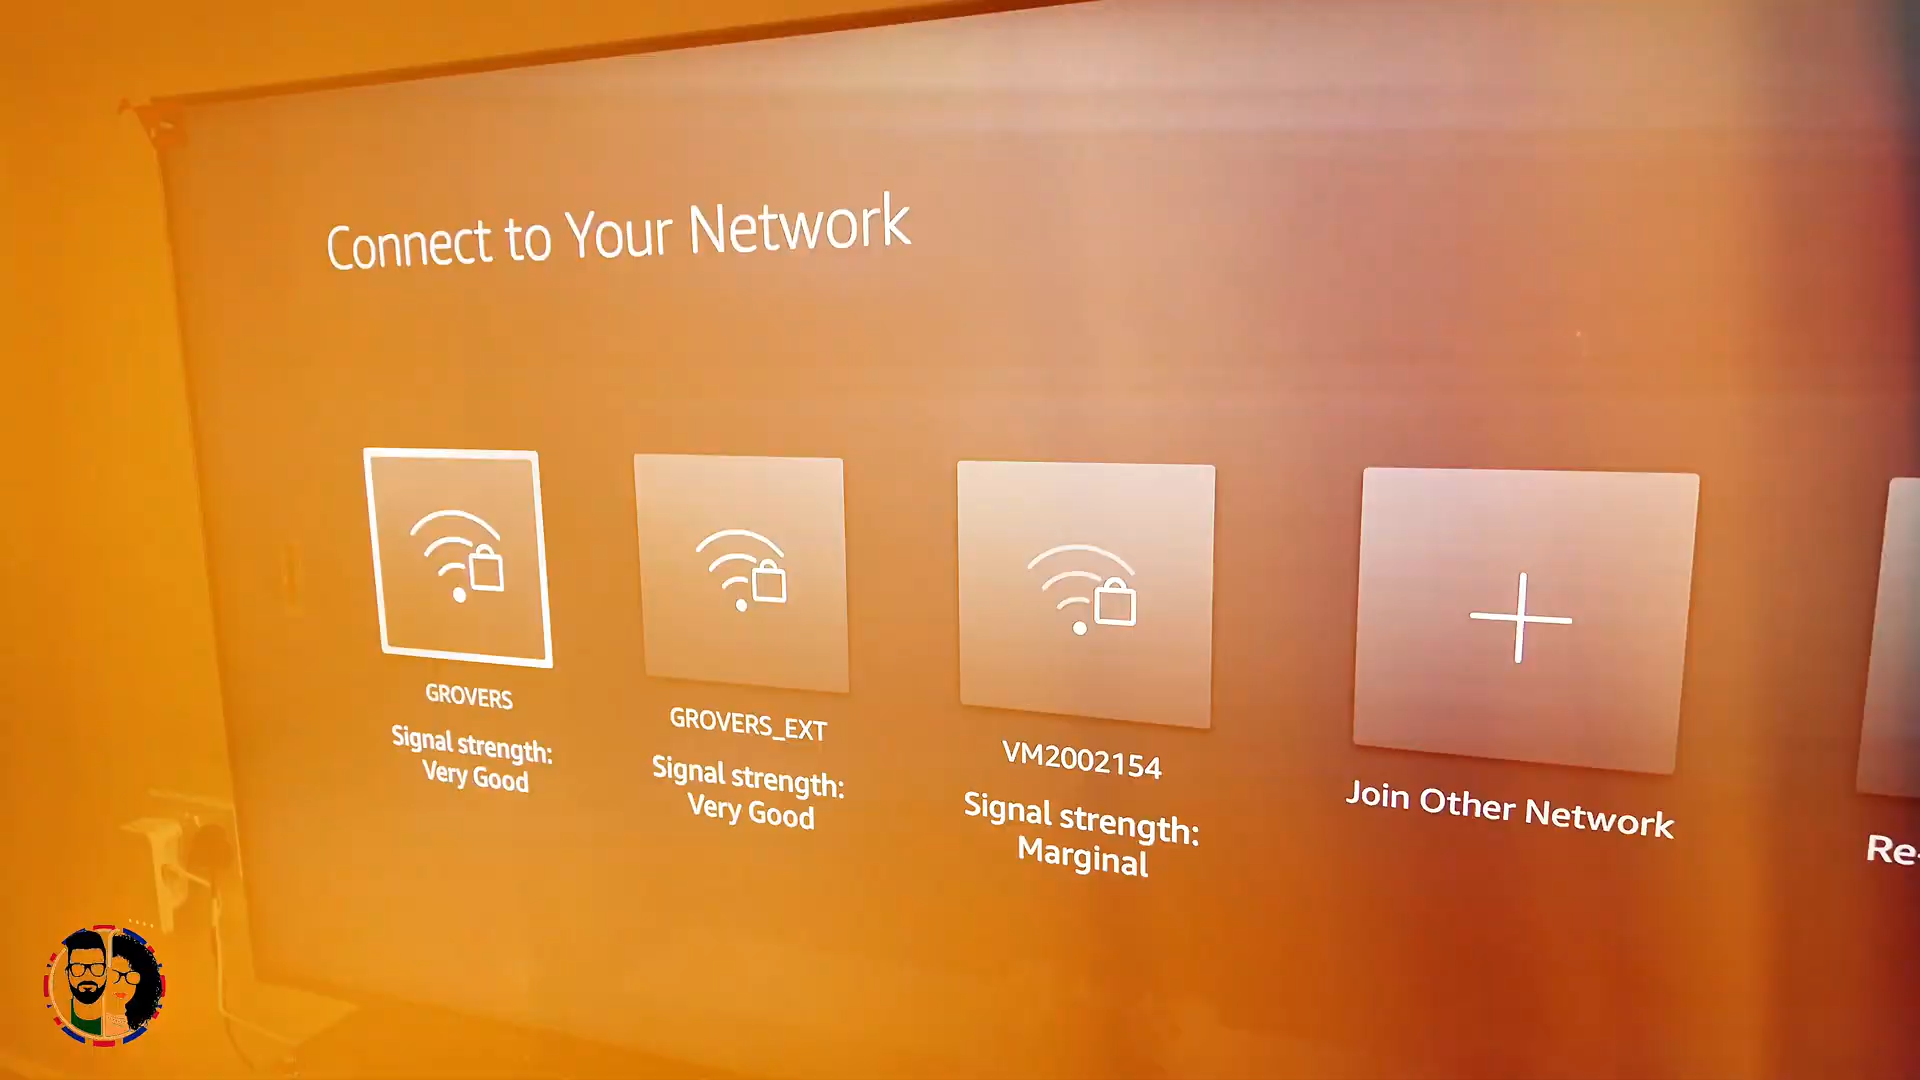 Connect to Your Network
GROVERS
Signal strength:
Very Good
GROVERS_EXT
Signal strength:
Very Good
VM2002154
Signal strength:
Marginal
Join Other Network
Re-